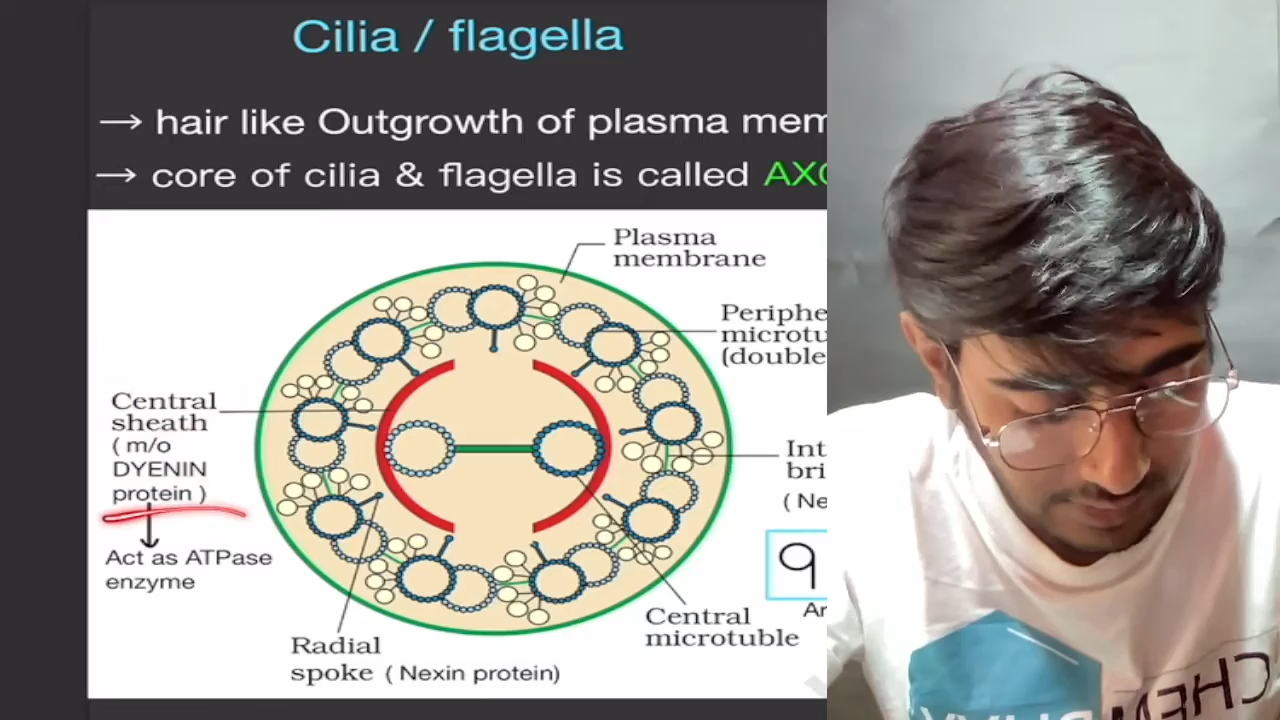 Cilia / flagella
→ hair like Outgrowth of plasma mem
→ core of cilia & flagella is called AXO
Plasma
membrane
Periphe
microtu
(double
Central
sheath
( m/o
DYENIN
protein )
Act as ATPase
enzyme
Int
bri
( Ne
9
Ar
Central
microtuble
Radial
spoke ( Nexin protein)